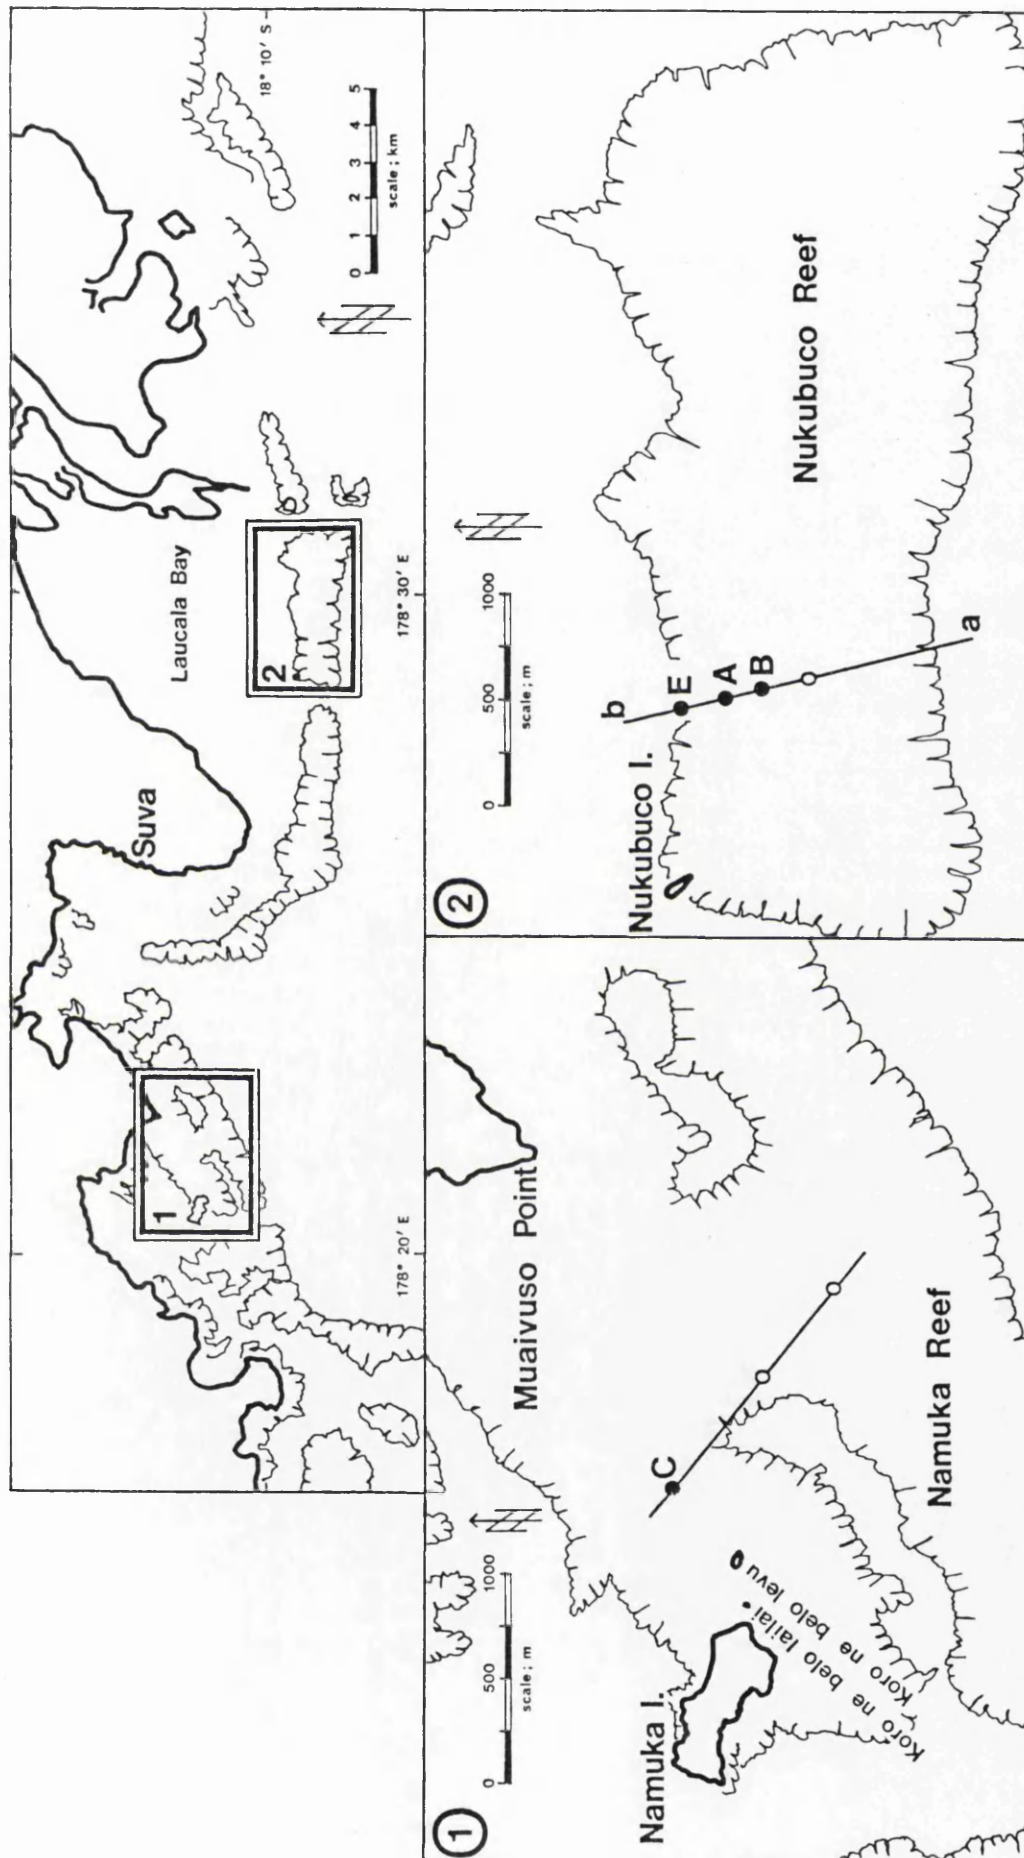 Suva
Laucala Bay
18° 10' S
0 1 2 3 4 5
scale ; km
1
2
178° 20' E
178° 30' E
1
0 500 1000
scale ; m
Muaivuso Point
Namuka I.
Koro ne belo lailai
Koro ne belo levu
C
Namuka Reef
2
0 500 1000
scale ; m
Nukubuco I.
b
E
A
B
a
Nukubuco Reef